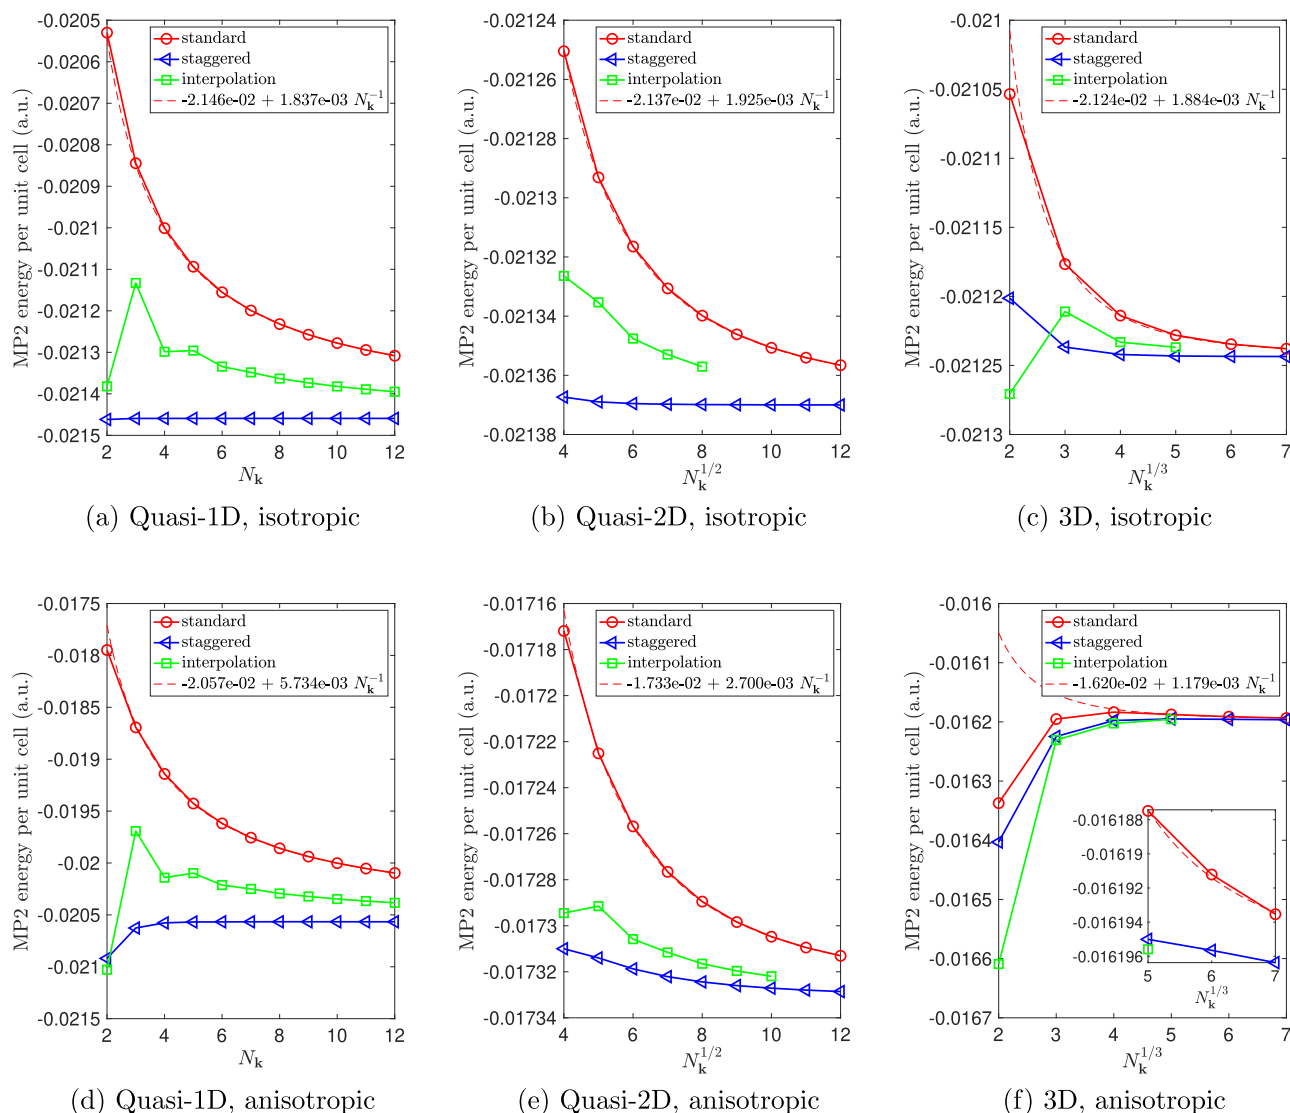 MP2 energy per unit cell (a.u.)
-0.0205
-0.0206
-0.0207
-0.0208
-0.0209
-0.021
-0.0211
-0.0212
-0.0213
-0.0214
-0.0215
standard
staggered
interpolation
-2.146e-02 + 1.837e-03 N_k^{-1}
2 4 6 8 10 12
N_k
(a) Quasi-1D, isotropic
MP2 energy per unit cell (a.u.)
-0.02124
-0.02126
-0.02128
-0.0213
-0.02132
-0.02134
-0.02136
-0.02138
standard
staggered
interpolation
-2.137e-02 + 1.925e-03 N_k^{-1}
4 6 8 10 12
N_k^{1/2}
(b) Quasi-2D, isotropic
MP2 energy per unit cell (a.u.)
-0.021
-0.02105
-0.0211
-0.02115
-0.0212
-0.02125
-0.0213
standard
staggered
interpolation
-2.124e-02 + 1.884e-03 N_k^{-1}
2 3 4 5 6 7
N_k^{1/3}
(c) 3D, isotropic
MP2 energy per unit cell (a.u.)
-0.0175
-0.018
-0.0185
-0.019
-0.0195
-0.02
-0.0205
-0.021
-0.0215
standard
staggered
interpolation
-2.057e-02 + 5.734e-03 N_k^{-1}
2 4 6 8 10 12
N_k
(d) Quasi-1D, anisotropic
MP2 energy per unit cell (a.u.)
-0.01716
-0.01718
-0.0172
-0.01722
-0.01724
-0.01726
-0.01728
-0.0173
-0.01732
-0.01734
standard
staggered
interpolation
-1.733e-02 + 2.700e-03 N_k^{-1}
4 6 8 10 12
N_k^{1/2}
(e) Quasi-2D, anisotropic
MP2 energy per unit cell (a.u.)
-0.016
-0.0161
-0.0162
-0.0163
-0.0164
-0.0165
-0.0166
-0.0167
standard
staggered
interpolation
-1.620e-02 + 1.179e-03 N_k^{-1}
-0.016188
-0.01619
-0.016192
-0.016194
-0.016196
5 6 7
N_k^{1/3}
2 3 4 5 6 7
N_k^{1/3}
(f) 3D, anisotropic